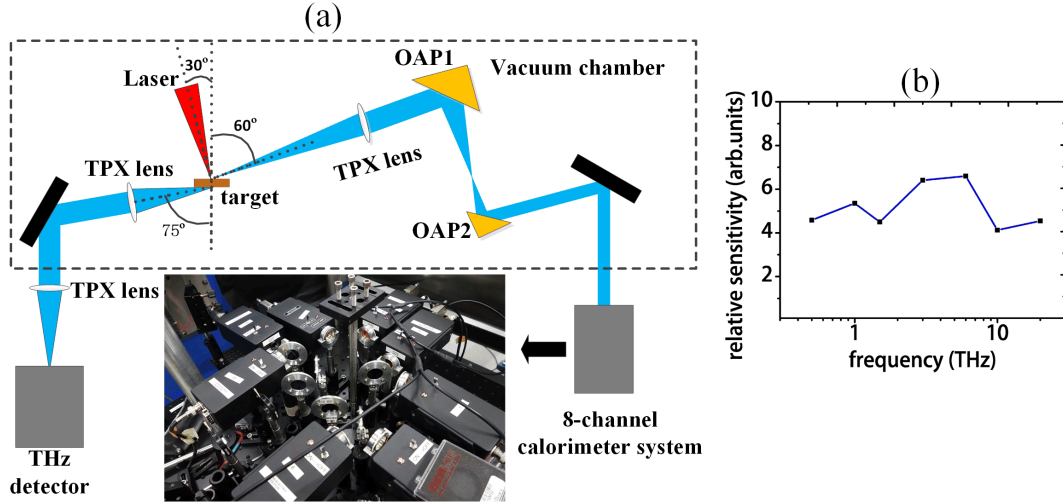 (a)
OAP1
Vacuum chamber
30°
Laser
60°
TPX lens
TPX lens
target
75°
OAP2
TPX lens
THz
detector
8-channel
calorimeter system
(b)
relative sensitivity (arb.units)
10
8
6
4
2
1
10
frequency (THz)